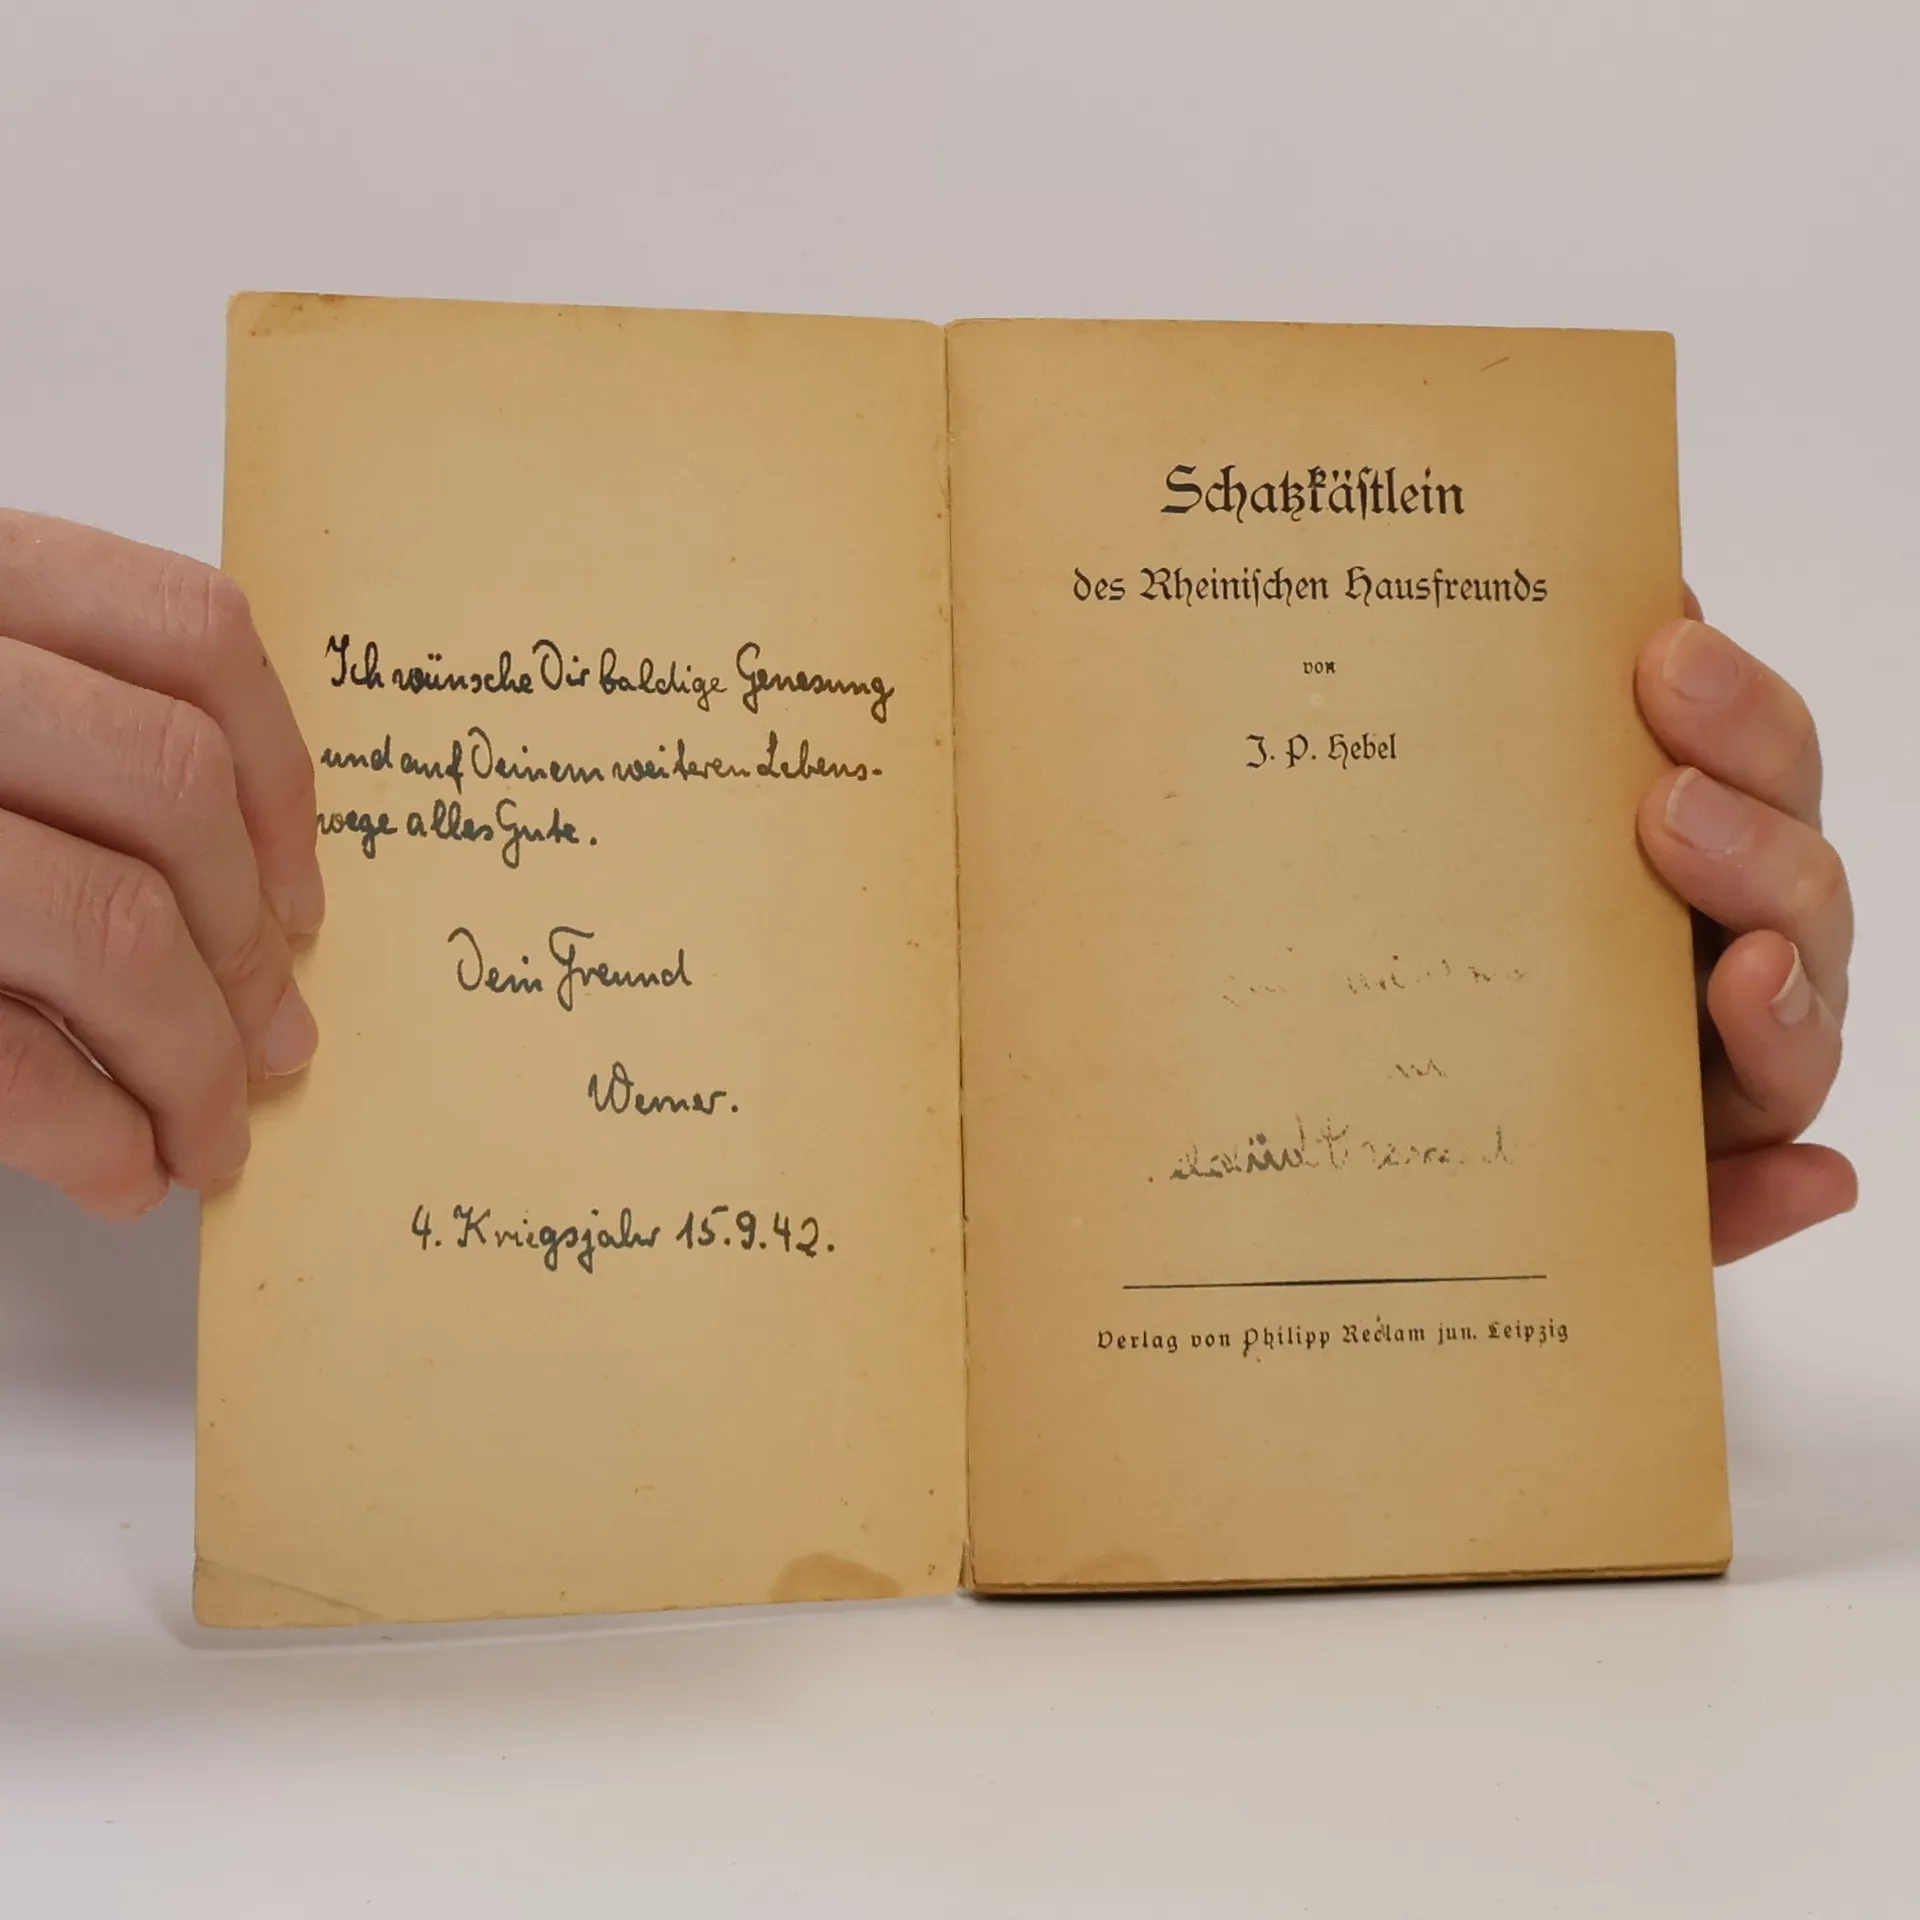 Ich wünsche Dir baldige Genesung
und auf Deinem weiteren Lebens-
wege alles Gute.
Dein Freund
Werner.
4. Kriegsjahr 15.9.42.
Schatzkäſtlein
des Rheiniſchen Hausfreunds
von
J. P. Hebel
Verlag von Philipp Reclam jun. Leipzig